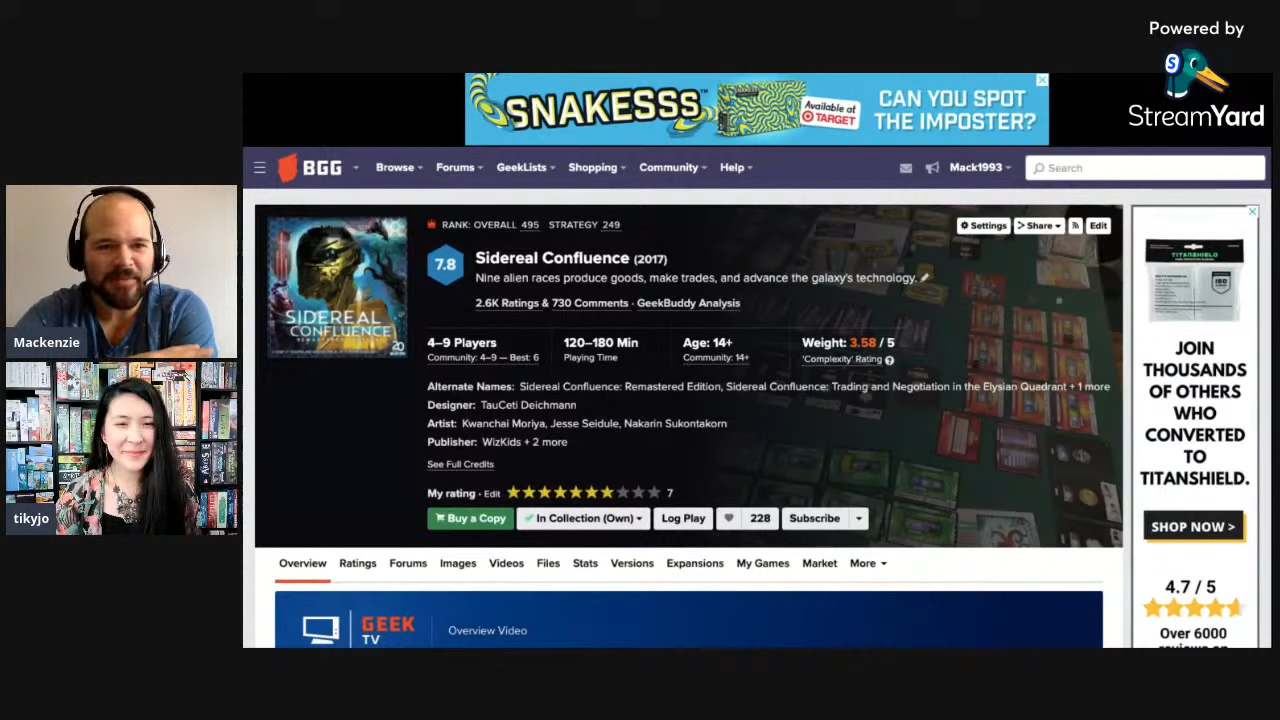 Powered by
StreamYard
SNAKESSS™
Available at
TARGET
CAN YOU SPOT
THE IMPOSTER?
BGG
Browse
Forums
GeekLists
Shopping
Community
Help
Mack1993
Search
RANK: OVERALL 495 STRATEGY 249
Settings
Share
Edit
7.8
Sidereal Confluence (2017)
Nine alien races produce goods, make trades, and advance the galaxy's technology.
2.6K Ratings & 730 Comments · GeekBuddy Analysis
SIDEREAL
CONFLUENCE
4–9 Players
Community: 4–9 — Best: 6
120–180 Min
Playing Time
Age: 14+
Community: 14+
Weight: 3.58 / 5
'Complexity' Rating
Alternate Names: Sidereal Confluence: Remastered Edition, Sidereal Confluence: Trading and Negotiation in the Elysian Quadrant + 1 more
Designer: TauCeti Deichmann
Artist: Kwanchai Moriya, Jesse Seidule, Nakarin Sukontakorn
Publisher: WizKids + 2 more
See Full Credits
My rating · Edit
7
Buy a Copy
In Collection (Own)
Log Play
228
Subscribe
Overview
Ratings
Forums
Images
Videos
Files
Stats
Versions
Expansions
My Games
Market
More
GEEK
TV
Overview Video
Mackenzie
tikyjo
TITANSHIELD
ISO
JOIN
THOUSANDS
OF OTHERS
WHO
CONVERTED
TO
TITANSHIELD.
SHOP NOW >
4.7 / 5
Over 6000
reviews on